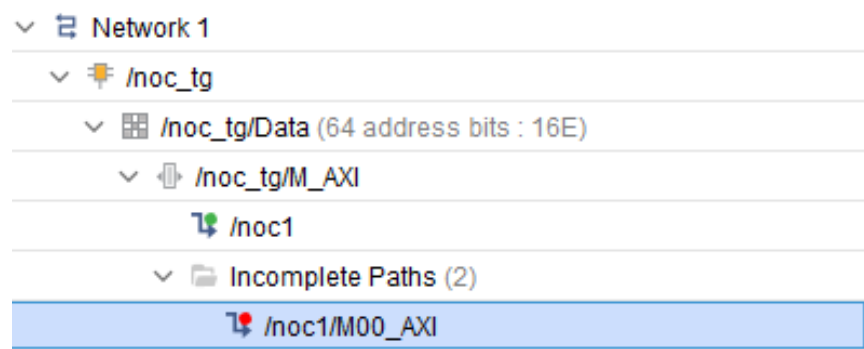 Network 1
/noc_tg
/noc_tg/Data (64 address bits : 16E)
/noc_tg/M_AXI
/noc1
Incomplete Paths (2)
/noc1/M00_AXI